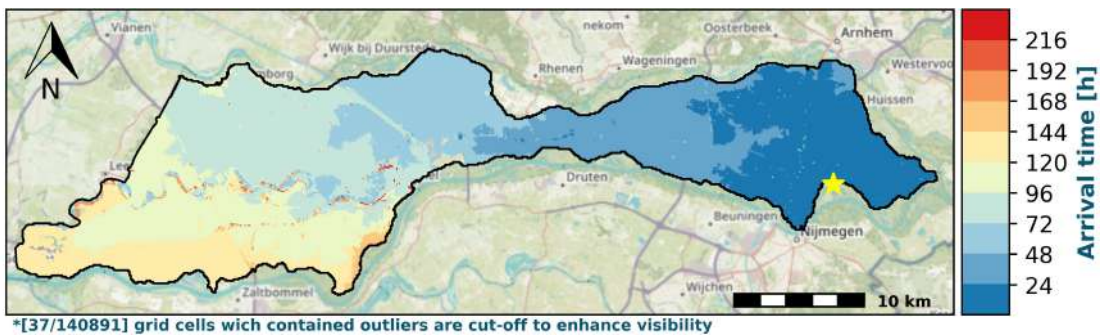 nekom
Oosterbeek
Arnhem
Vianen
Wijk bij Duurstede
Rhenen
Wageningen
Westervoo
Huissen
N
Druten
Beuningen
Nijmegen
Wijchen
Zaltbommel
10 km
216
192
168
144
120
96
72
48
24
Arrival time [h]
*[37/140891] grid cells wich contained outliers are cut-off to enhance visibility